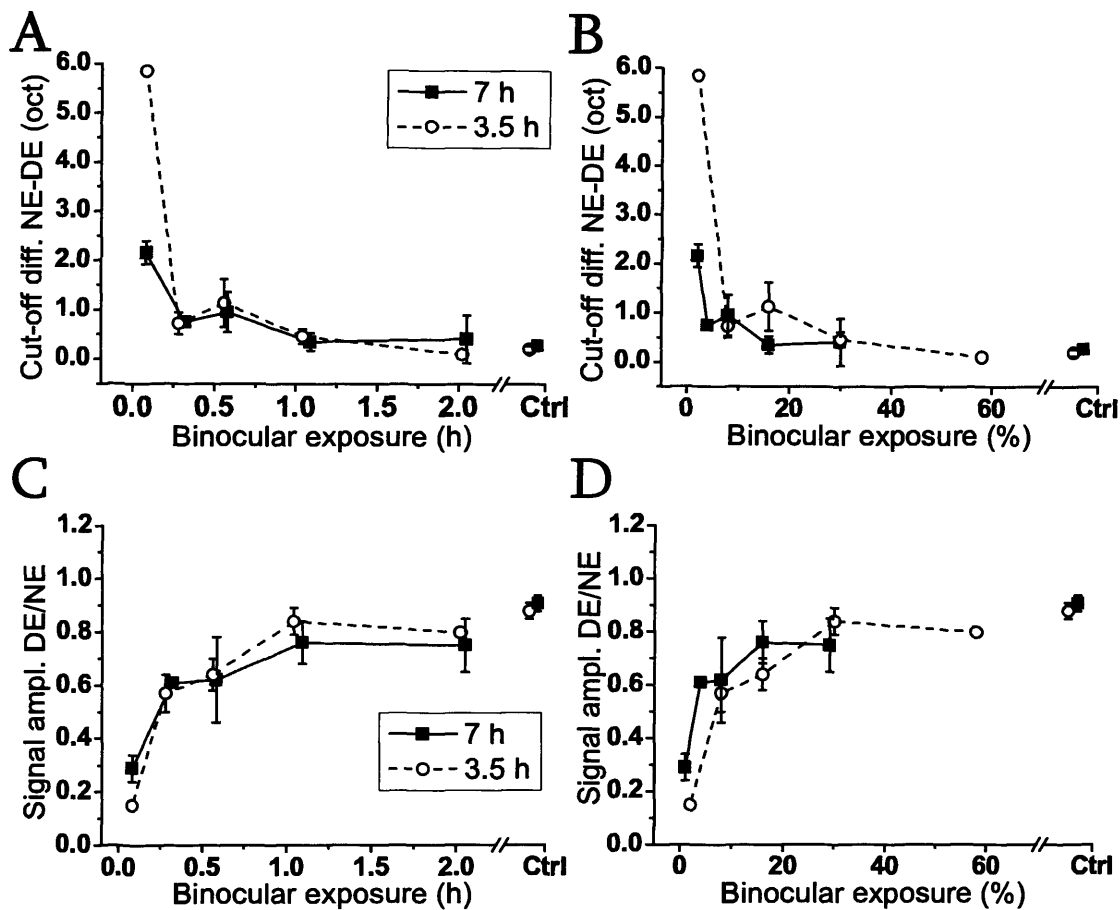 A
Cut-off diff. NE-DE (oct)
6.0
5.0
4.0
3.0
2.0
1.0
0.0
7 h
3.5 h
0.0 0.5 1.0 1.5 2.0 Ctrl
Binocular exposure (h)
B
Cut-off diff. NE-DE (oct)
6.0
5.0
4.0
3.0
2.0
1.0
0.0
0 20 40 60 Ctrl
Binocular exposure (%)
C
Signal ampl. DE/NE
1.2
1.0
0.8
0.6
0.4
0.2
0.0
7 h
3.5 h
0.0 0.5 1.0 1.5 2.0 Ctrl
Binocular exposure (h)
D
Signal ampl. DE/NE
1.2
1.0
0.8
0.6
0.4
0.2
0.0
0 20 40 60 Ctrl
Binocular exposure (%)